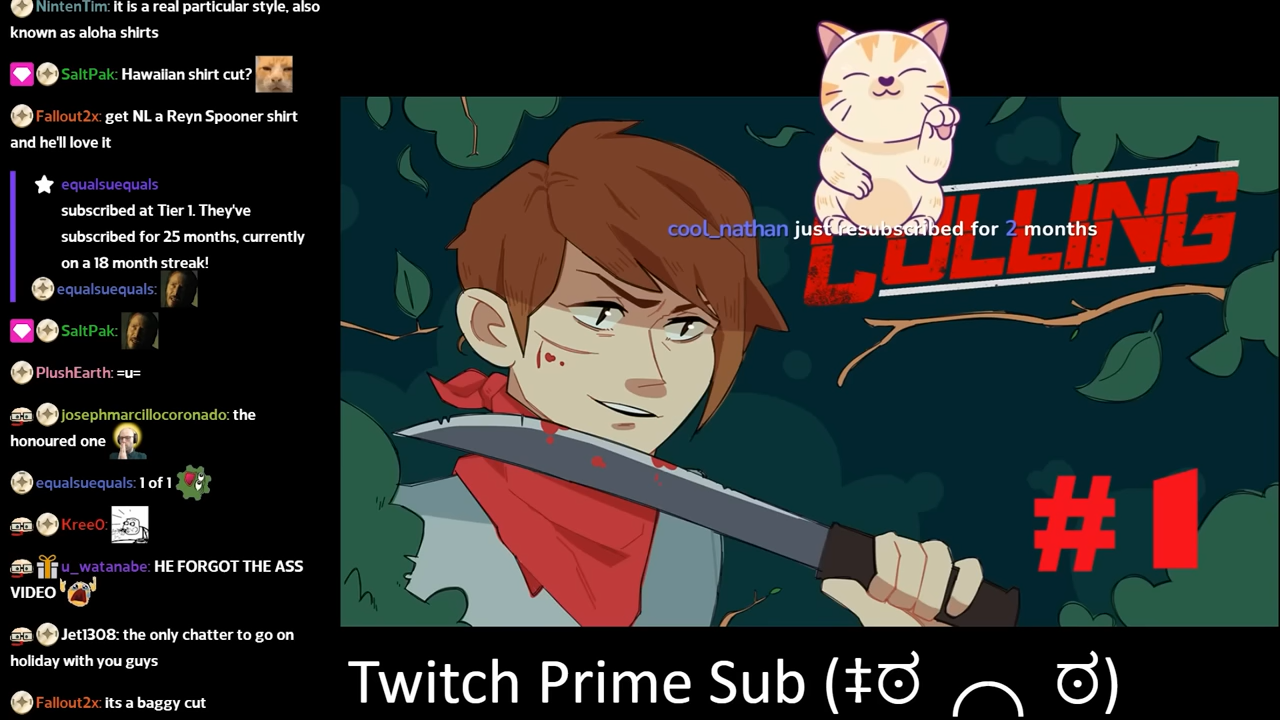 NintenTim: it is a real particular style, also
known as aloha shirts
SaltPak: Hawaiian shirt cut?
Fallout2x: get NL a Reyn Spooner shirt
and he'll love it
equalsuequals
subscribed at Tier 1. They've
subscribed for 25 months, currently
on a 18 month streak!
equalsuequals:
SaltPak:
PlushEarth: =u=
josephmarcillocoronado: the
honoured one
equalsuequals: 1 of 1
Kree0:
u_watanabe: HE FORGOT THE ASS
VIDEO
Jet1308: the only chatter to go on
holiday with you guys
Fallout2x: its a baggy cut
cool_nathan just resubscribed for 2 months
CULLING
#1
Twitch Prime Sub (‡ಠ ╭╮ ಠ)